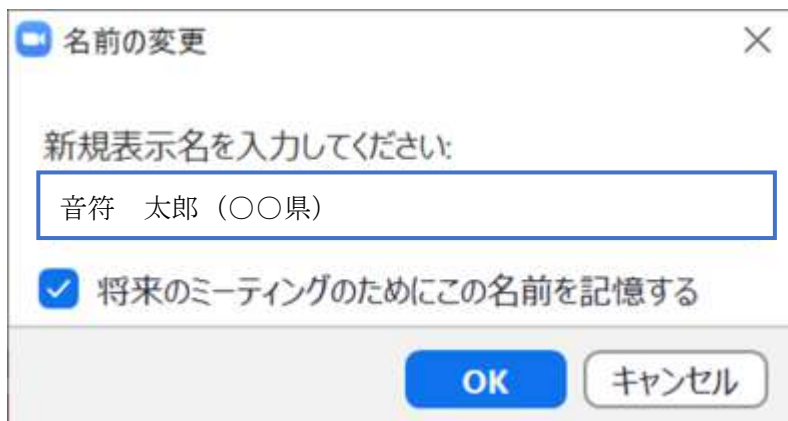 名前の変更
新規表示名を入力してください:
音符　太郎（○○県）
将来のミーティングのためにこの名前を記憶する
OK キャンセル